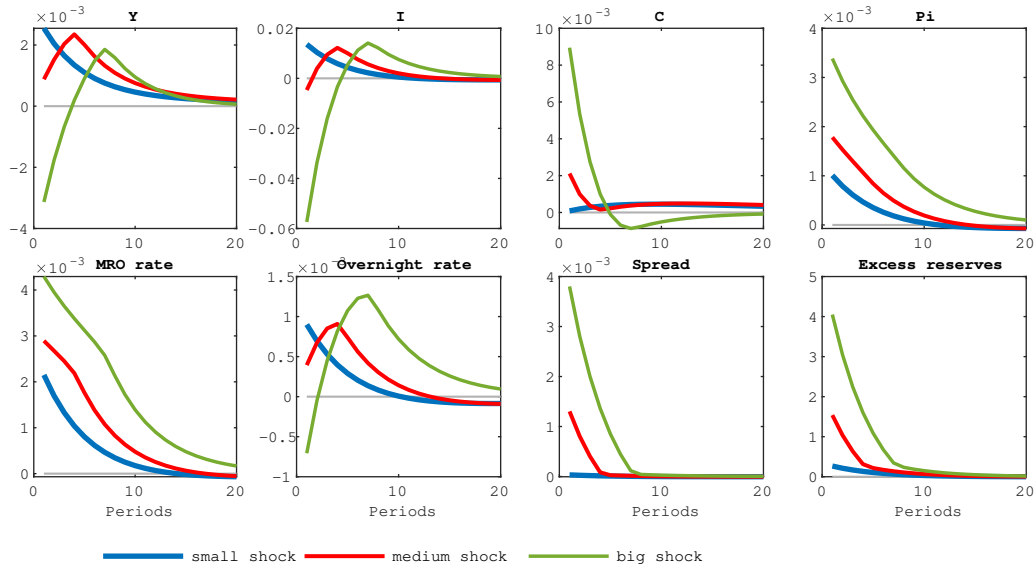 Y I C Pi
×10⁻³ ×10⁻³ ×10⁻³
2 0.02 10 4
0 0 8 3
-2 -0.02 6 2
-4 -0.04 4 1
-0.06 2 0
0
0 10 20 0 10 20 0 10 20 0 10 20
MRO rate Overnight rate Spread Excess reserves
×10⁻³ ×10⁻³
4 1.5 4 5
3 1 3 4
2 0.5 2 3
1 0 1 2
0 -0.5 0 1
-1 0
0 10 20 0 10 20 0 10 20 0 10 20
Periods Periods Periods Periods
small shock medium shock big shock